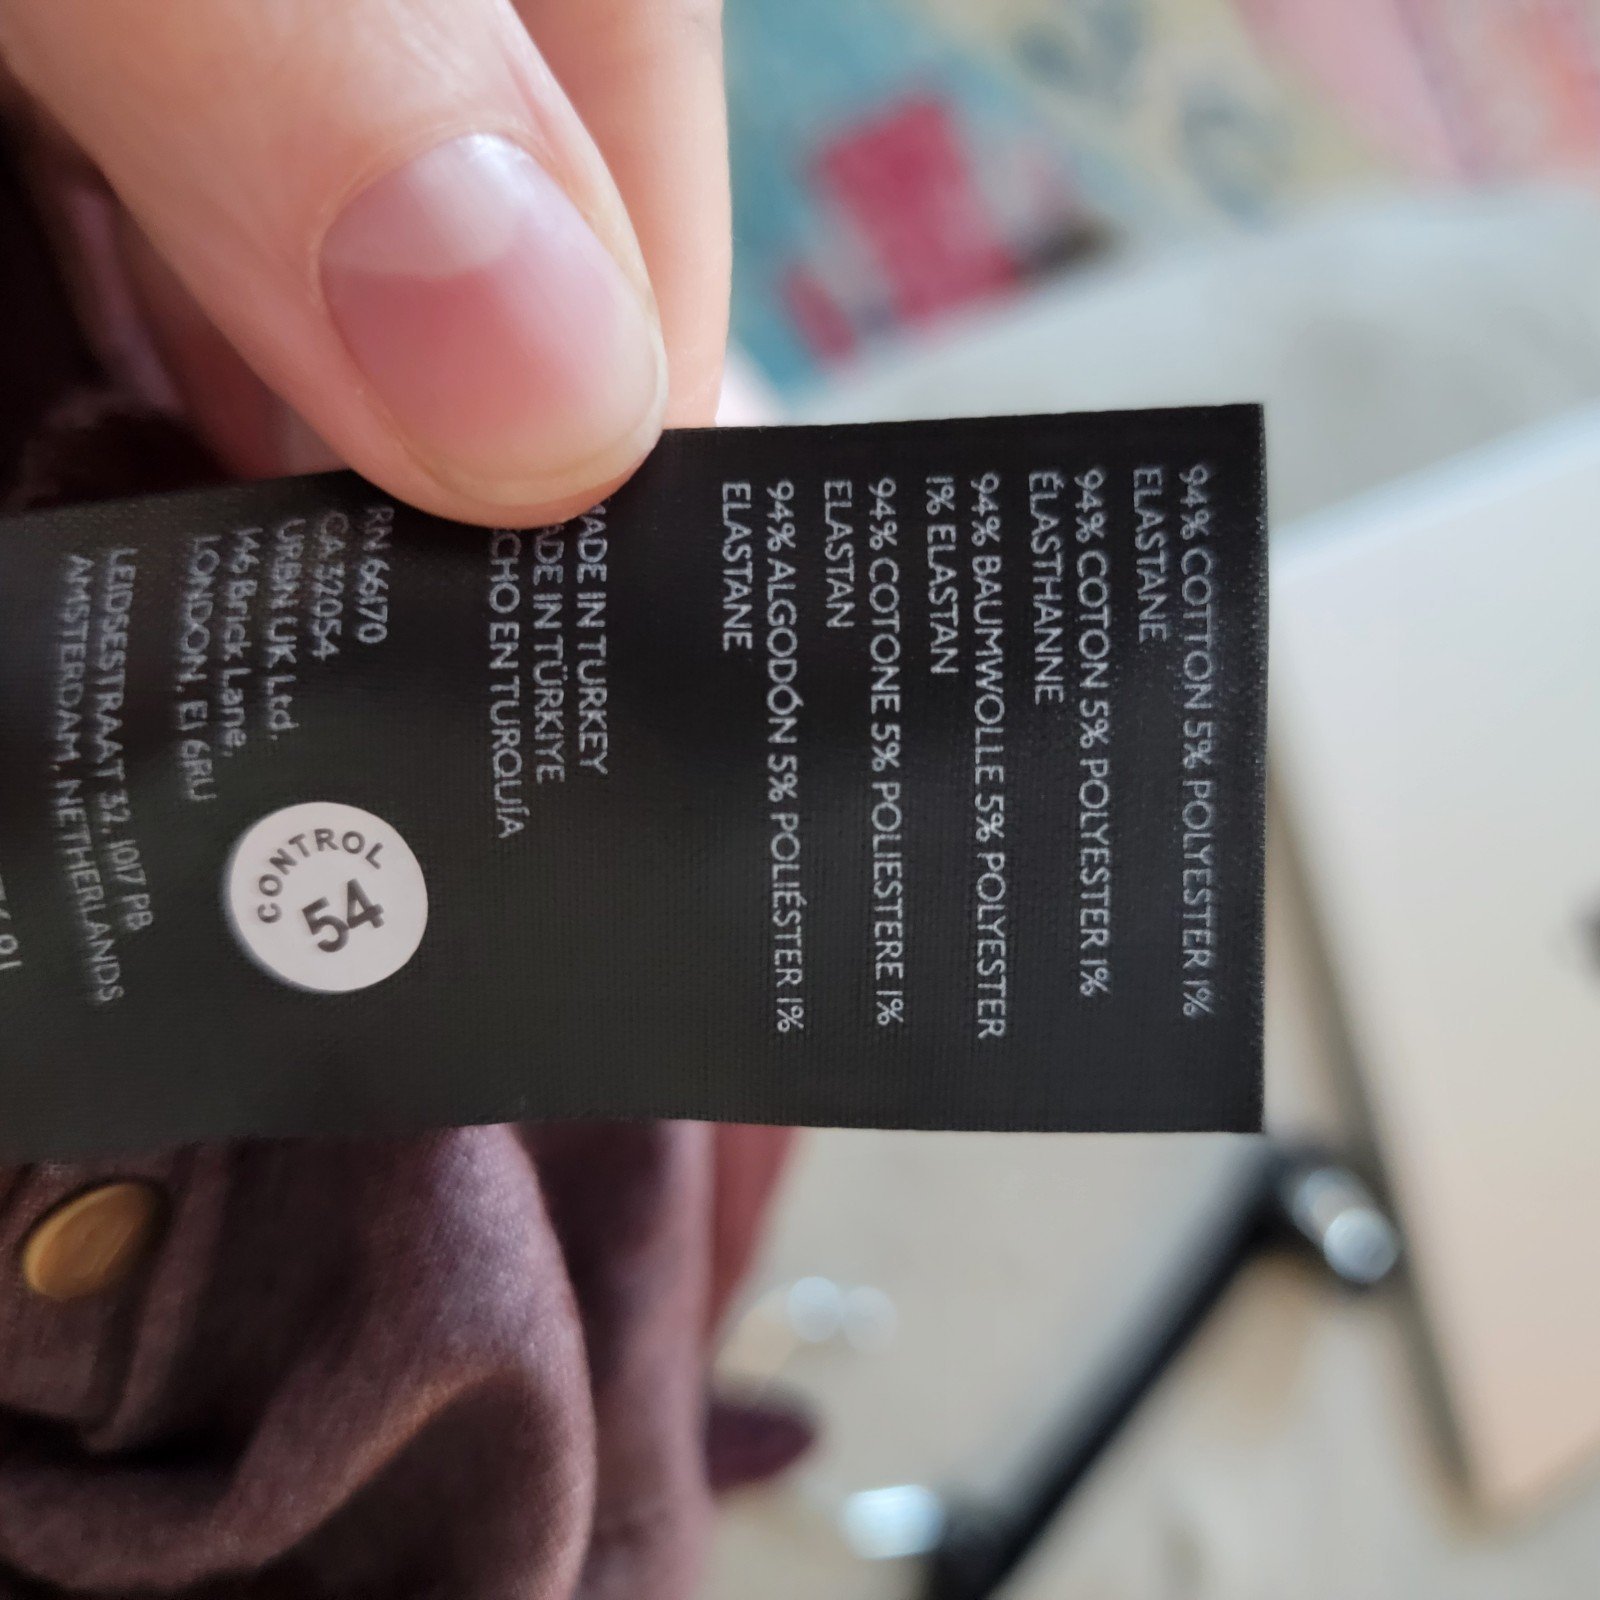 94% COTTON 5% POLYESTER 1%
ELASTANE
94% COTON 5% POLYESTER 1%
ÉLASTHANNE
94% BAUMWOLLE 5% POLYESTER
1% ELASTAN
94% COTONE 5% POLIESTERE 1%
ELASTAN
94% ALGODÓN 5% POLIÉSTER 1%
ELASTANE
MADE IN TURKEY
MADE IN TÜRKIYE
ECHO EN TURQUÍA
RN 66170
CA 32054
URBN UK Ltd.
146 Brick Lane,
LONDON, E1 6RU
LEIDSESTRAAT 32, 1017 PB
AMSTERDAM, NETHERLANDS
CONTROL
54